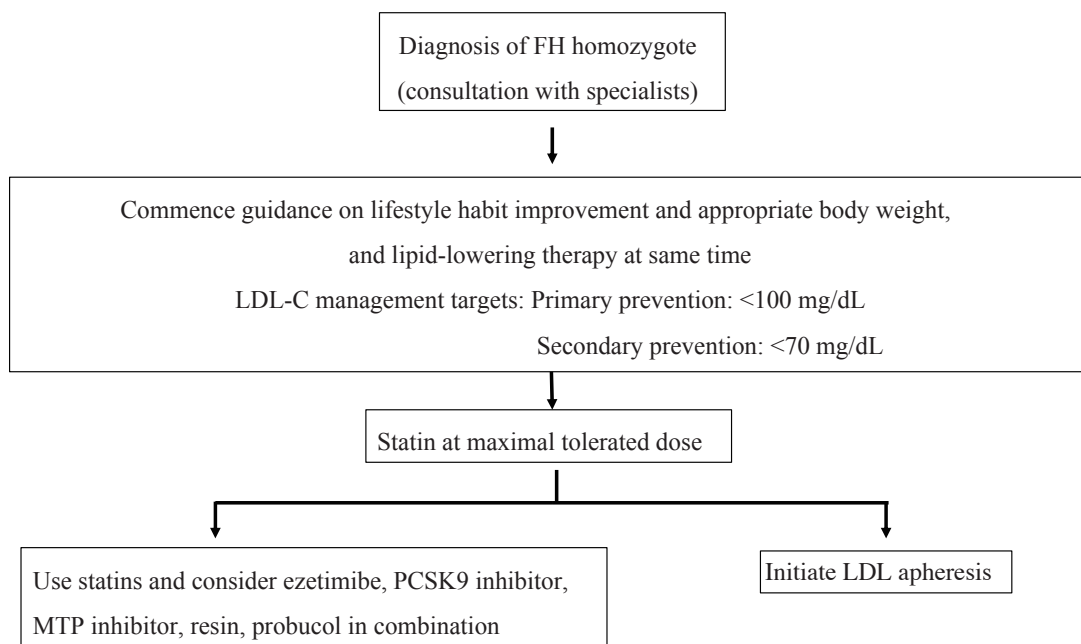 Diagnosis of FH homozygote
(consultation with specialists)
Commence guidance on lifestyle habit improvement and appropriate body weight,
and lipid-lowering therapy at same time
LDL-C management targets: Primary prevention: <100 mg/dL
Secondary prevention: <70 mg/dL
Statin at maximal tolerated dose
Use statins and consider ezetimibe, PCSK9 inhibitor,
MTP inhibitor, resin, probucol in combination
Initiate LDL apheresis